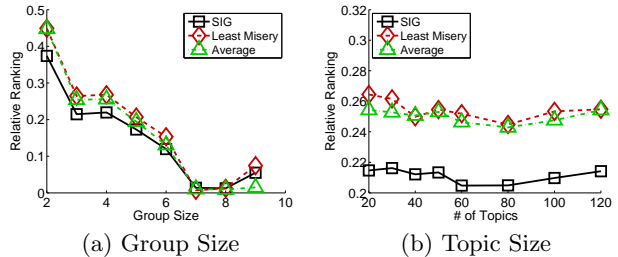 0.5
0.4
0.3
0.2
0.1
0
2
4
6
8
10
Relative Ranking
Group Size
SIG
Least Misery
Average
(a) Group Size
0.32
0.3
0.28
0.26
0.24
0.22
0.2
20
40
60
80
100
120
Relative Ranking
# of Topics
SIG
Least Misery
Average
(b) Topic Size